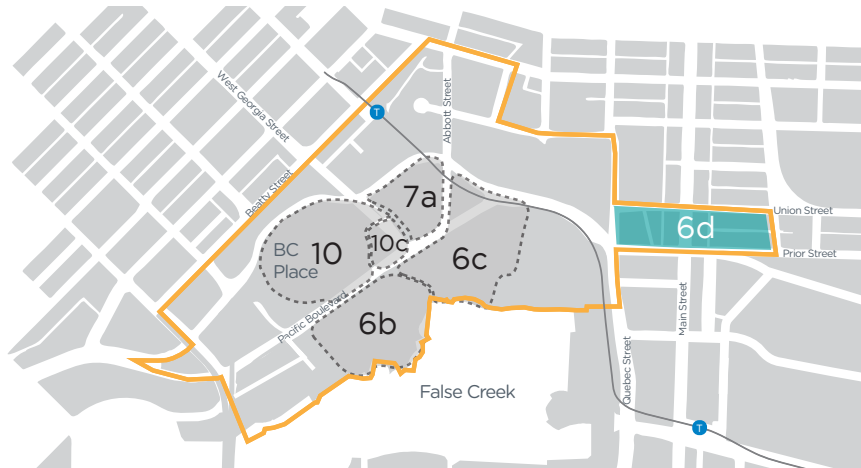 West Georgia Street
Abbott Street
T
Beatty Street
7a
Union Street
6d
10c
BC
Place
10
6c
Prior Street
Pacific Boulevard
6b
Main Street
Quebec Street
False Creek
T